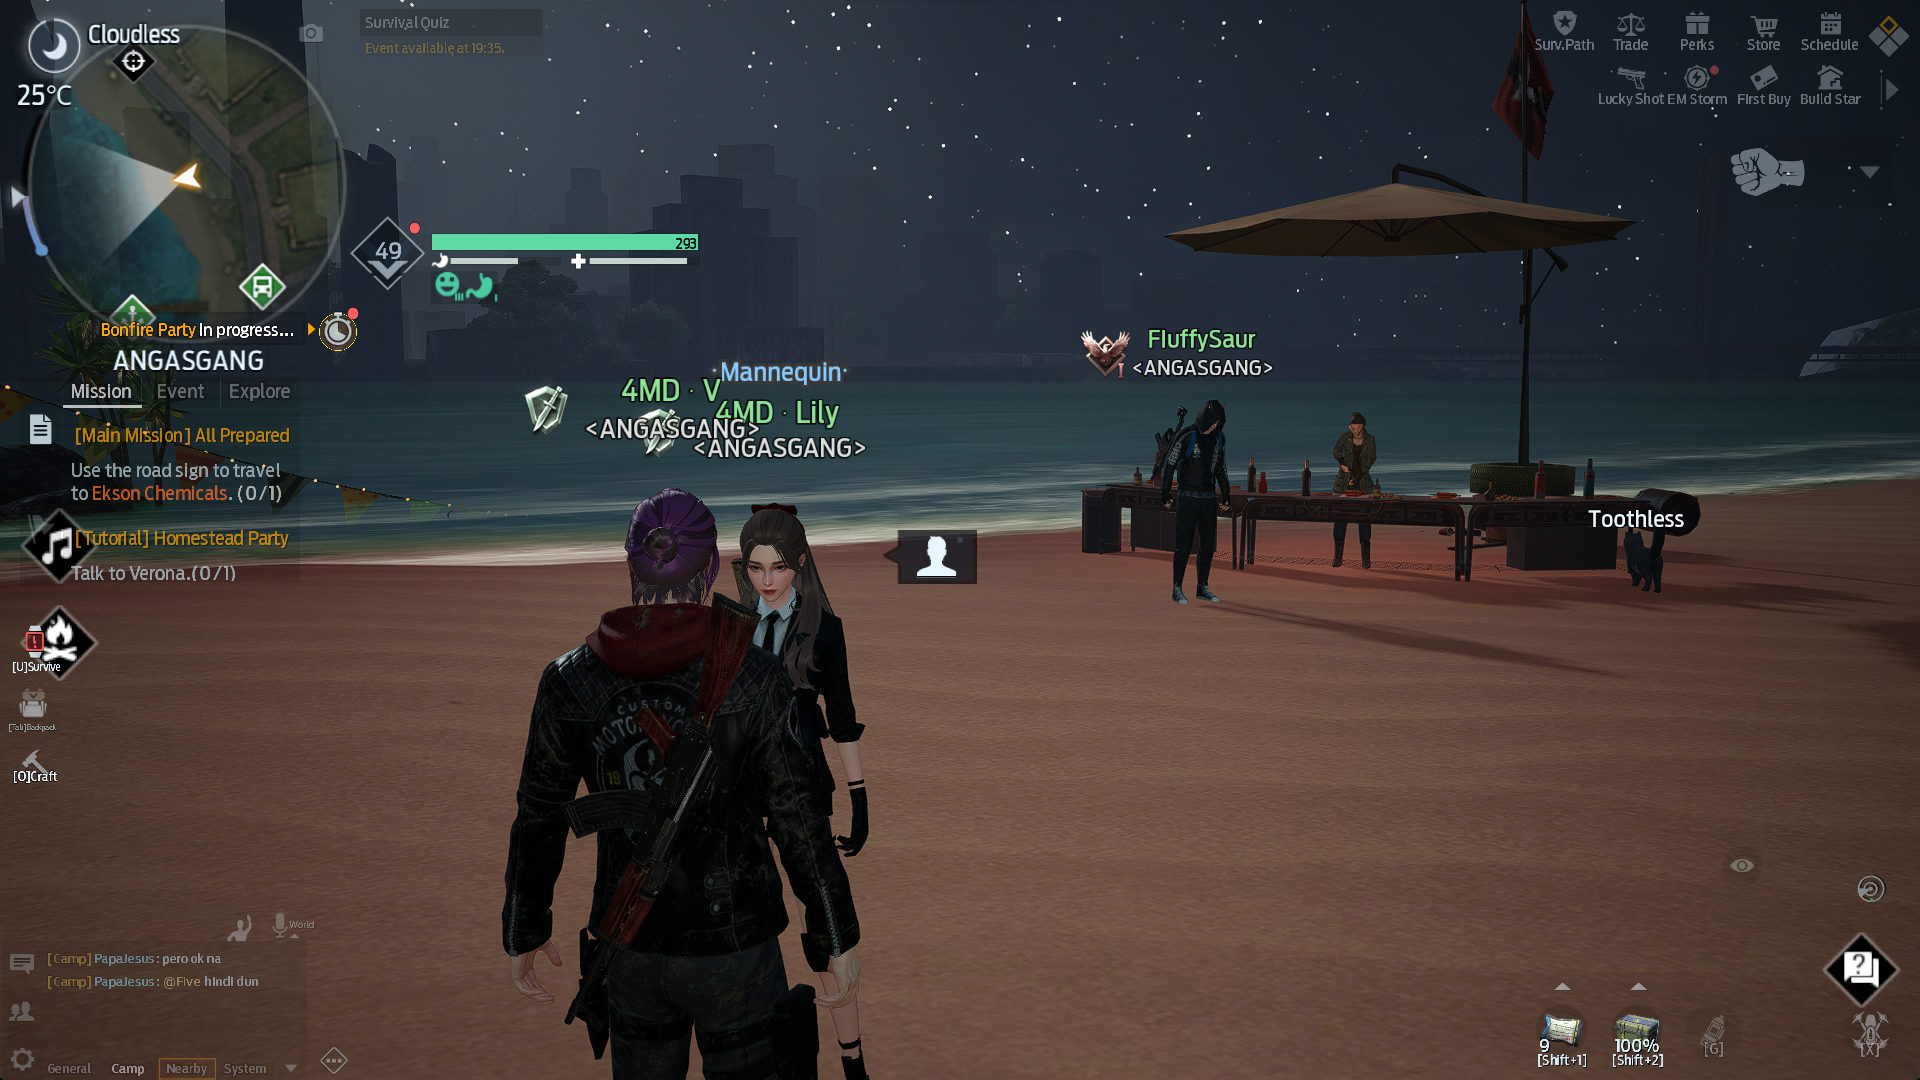 Cloudless
25°C
Survival Quiz
Event available at 19:35.
Surv.Path
Trade
Perks
Store
Schedule
Lucky Shot
EM Storm
First Buy
Build Star
49
293
Bonfire Party In progress...
ANGASGANG
Mission
Event
Explore
[Main Mission] All Prepared
Use the road sign to travel
to Ekson Chemicals. (0/1)
[Tutorial] Homestead Party
Talk to Verona.(0/1)
[U]Survive
[Tab]Backpack
[O]Craft
Mannequin
4MD · V
<ANGASGANG>
4MD · Lily
<ANGASGANG>
FluffySaur
<ANGASGANG>
Toothless
CUSTOM
19
World
[Camp] PapaJesus : pero ok na
[Camp] PapaJesus : @Five hindi dun
General
Camp
Nearby
System
9
[Shift+1]
100%
[Shift+2]
[G]
[X]